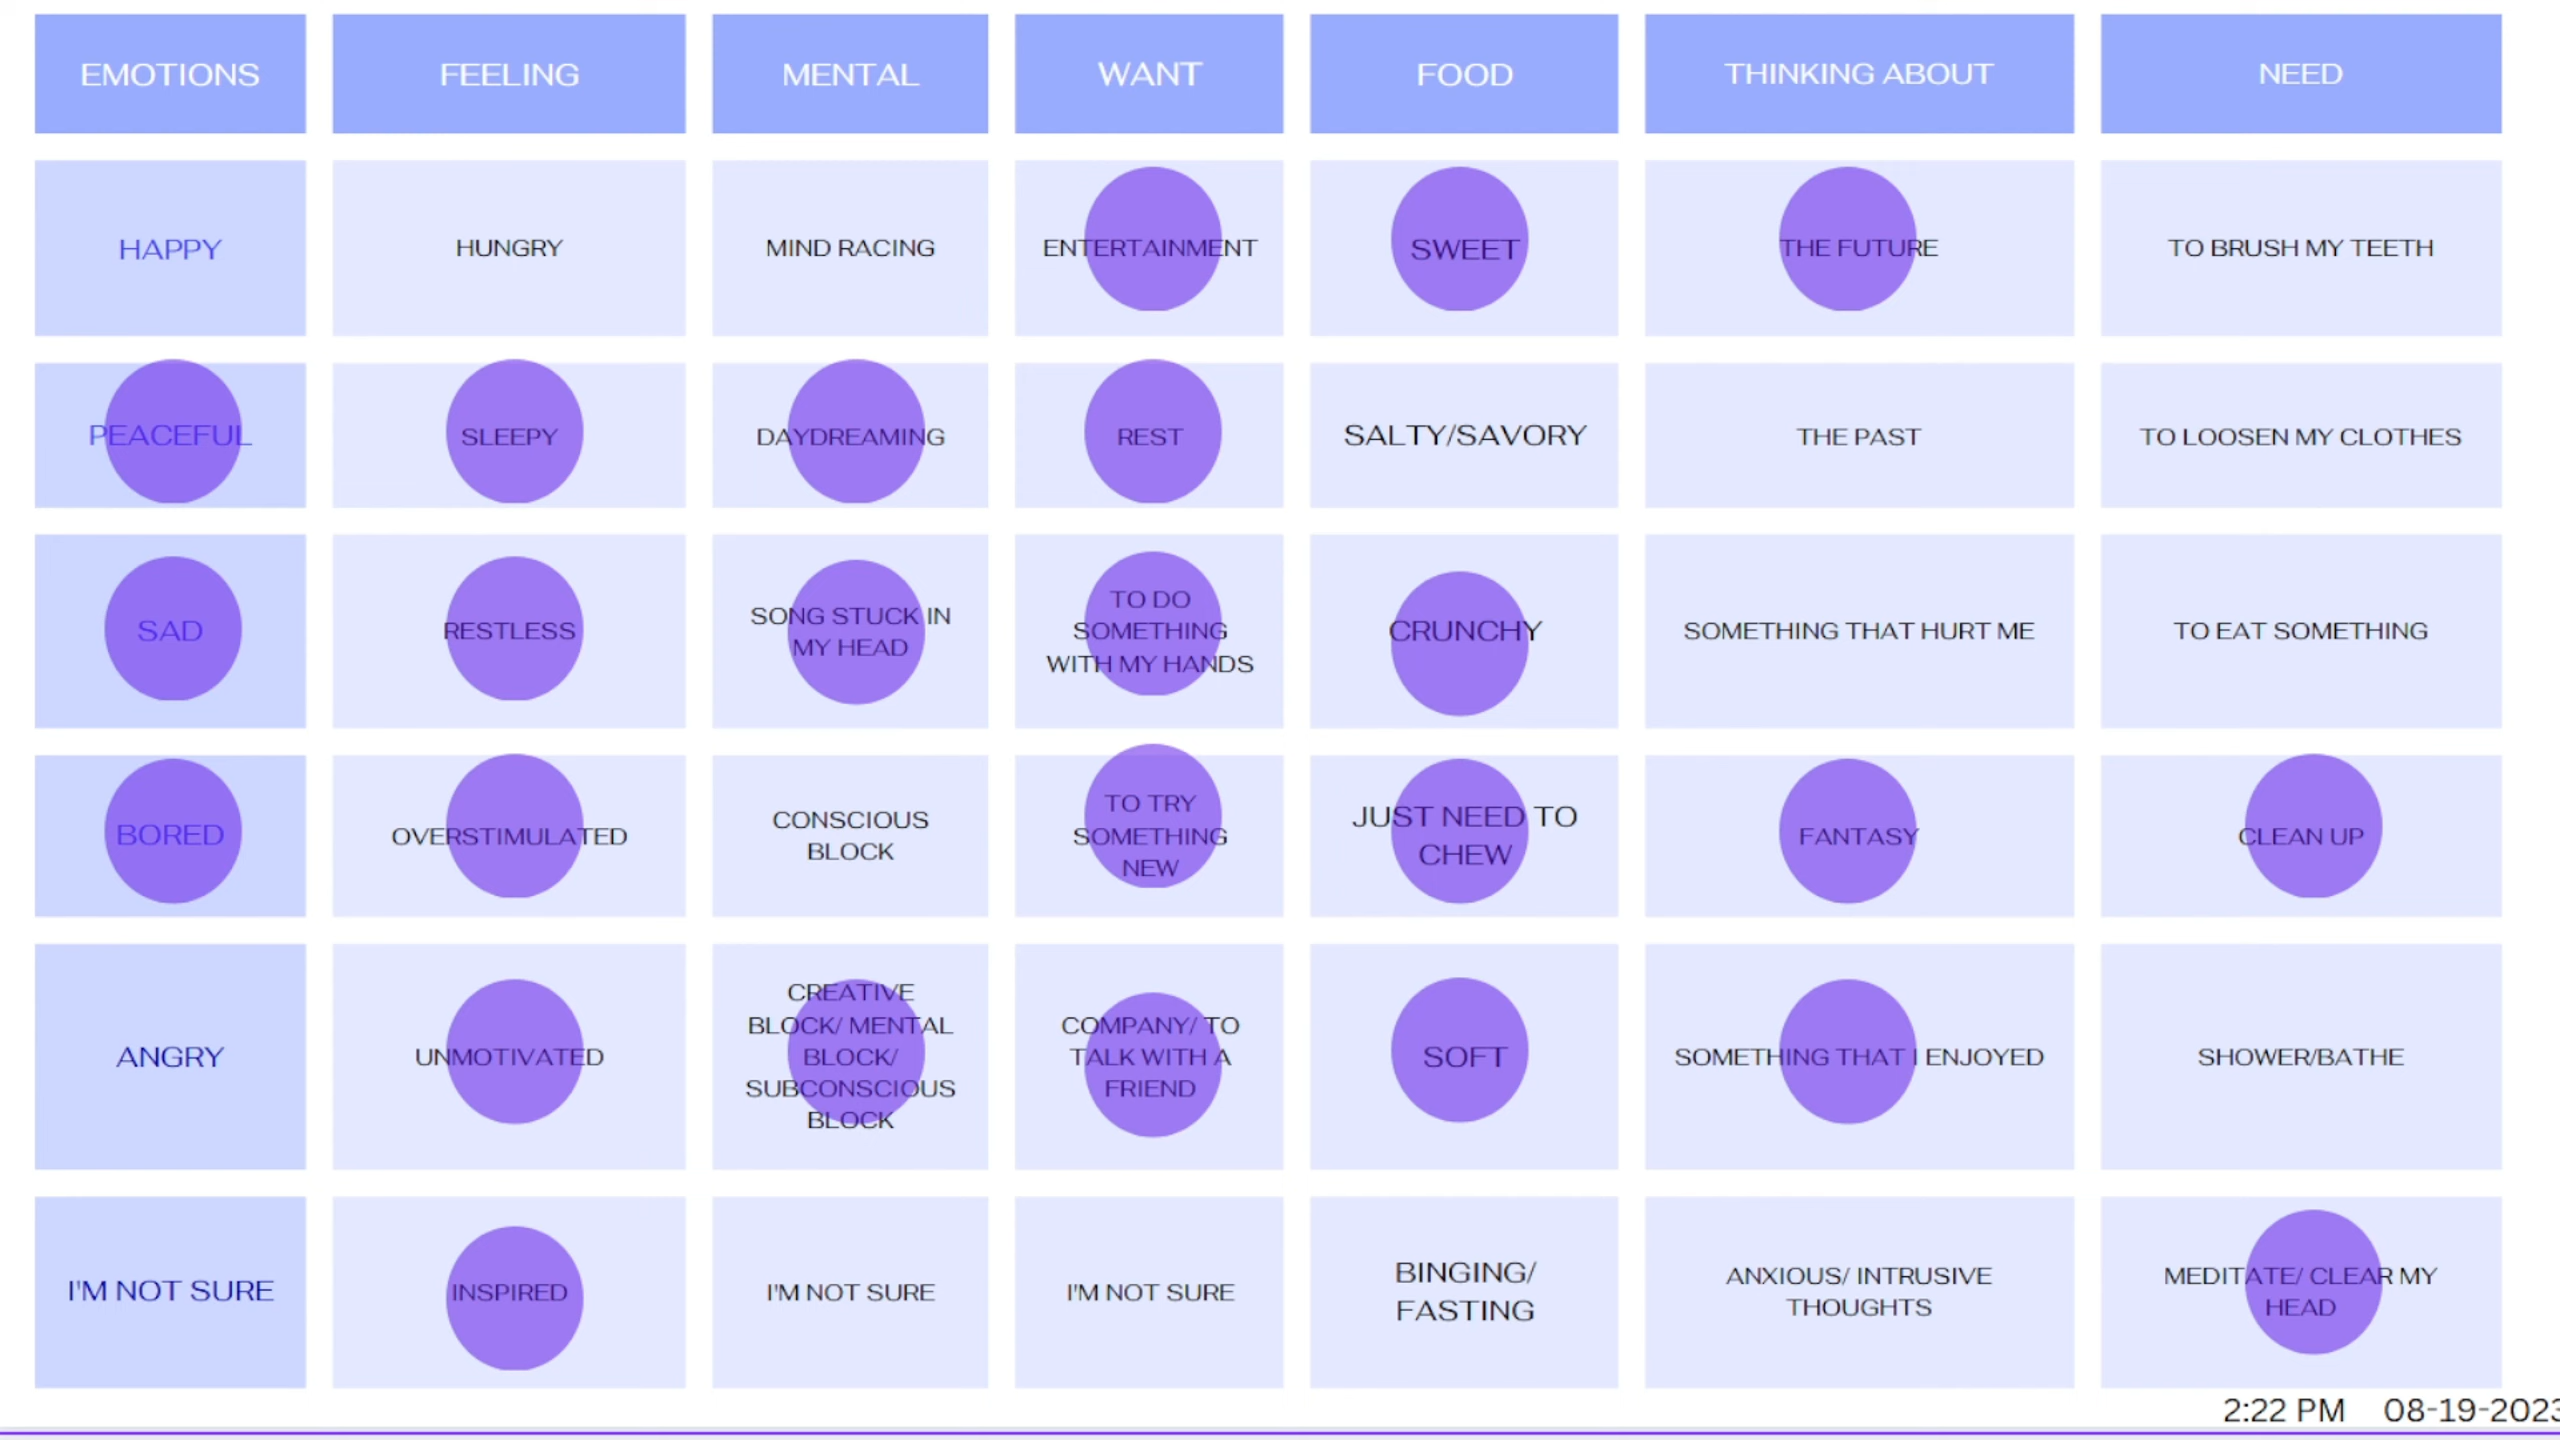 EMOTIONS FEELING MENTAL WANT FOOD THINKING ABOUT NEED
HAPPY HUNGRY MIND RACING ENTERTAINMENT SWEET THE FUTURE TO BRUSH MY TEETH
PEACEFUL SLEEPY DAYDREAMING REST SALTY/SAVORY THE PAST TO LOOSEN MY CLOTHES
SAD
RESTLESS
SONG STUCK IN
MY HEAD
TO DO
SOMETHING
WITH MY HANDS
CRUNCHY
SOMETHING THAT HURT ME
TO EAT SOMETHING
BORED
OVERSTIMULATED
CONSCIOUS
BLOCK
TO TRY
SOMETHING
NEW
JUST NEED TO
CHEW
FANTASY
CLEAN UP
ANGRY
UNMOTIVATED
CREATIVE
BLOCK/ MENTAL
BLOCK/
SUBCONSCIOUS
BLOCK
COMPANY/ TO
TALK WITH A
FRIEND
SOFT
SOMETHING THAT I ENJOYED
SHOWER/BATHE
I'M NOT SURE
INSPIRED
I'M NOT SURE
I'M NOT SURE
BINGING/
FASTING
ANXIOUS/ INTRUSIVE
THOUGHTS
MEDITATE/ CLEAR MY
HEAD
2:22 PM 08-19-2023